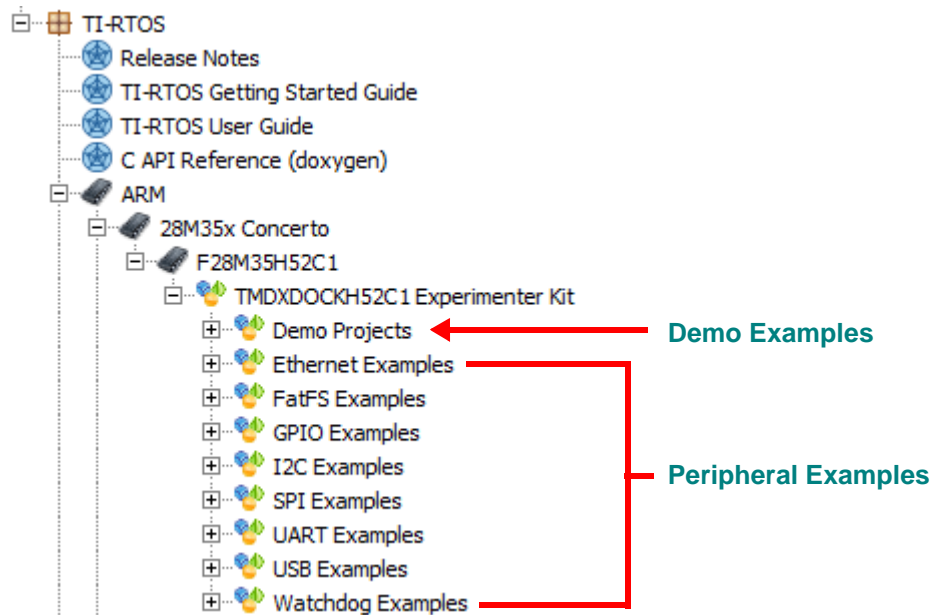 TI-RTOS
Release Notes
TI-RTOS Getting Started Guide
TI-RTOS User Guide
C API Reference (doxygen)
ARM
28M35x Concerto
F28M35H52C1
TMDXDOCKH52C1 Experimenter Kit
Demo Projects
Demo Examples
Ethernet Examples
FatFS Examples
GPIO Examples
I2C Examples
Peripheral Examples
SPI Examples
UART Examples
USB Examples
Watchdog Examples